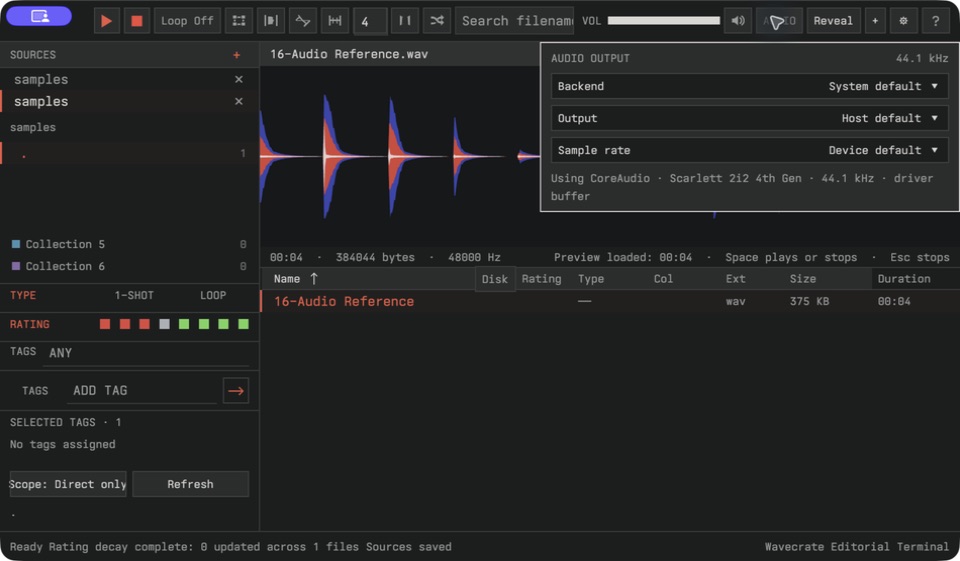 Loop Off 4 Search filenam VOL AUDIO Reveal + ?
SOURCES +
samples ×
samples ×
samples
. 1
Collection 5 0
Collection 6 0
TYPE 1-SHOT LOOP
RATING
TAGS ANY
TAGS ADD TAG →
SELECTED TAGS · 1
No tags assigned
Scope: Direct only Refresh
.
16-Audio Reference.wav
AUDIO OUTPUT 44.1 kHz
Backend System default ▼
Output Host default ▼
Sample rate Device default ▼
Using CoreAudio · Scarlett 2i2 4th Gen · 44.1 kHz · driver
buffer
00:04 · 384044 bytes · 48000 Hz Preview loaded: 00:04 · Space plays or stops · Esc stops
Name ↑ Disk Rating Type Col Ext Size Duration
16-Audio Reference — wav 375 KB 00:04
Ready Rating decay complete: 0 updated across 1 files Sources saved Wavecrate Editorial Terminal